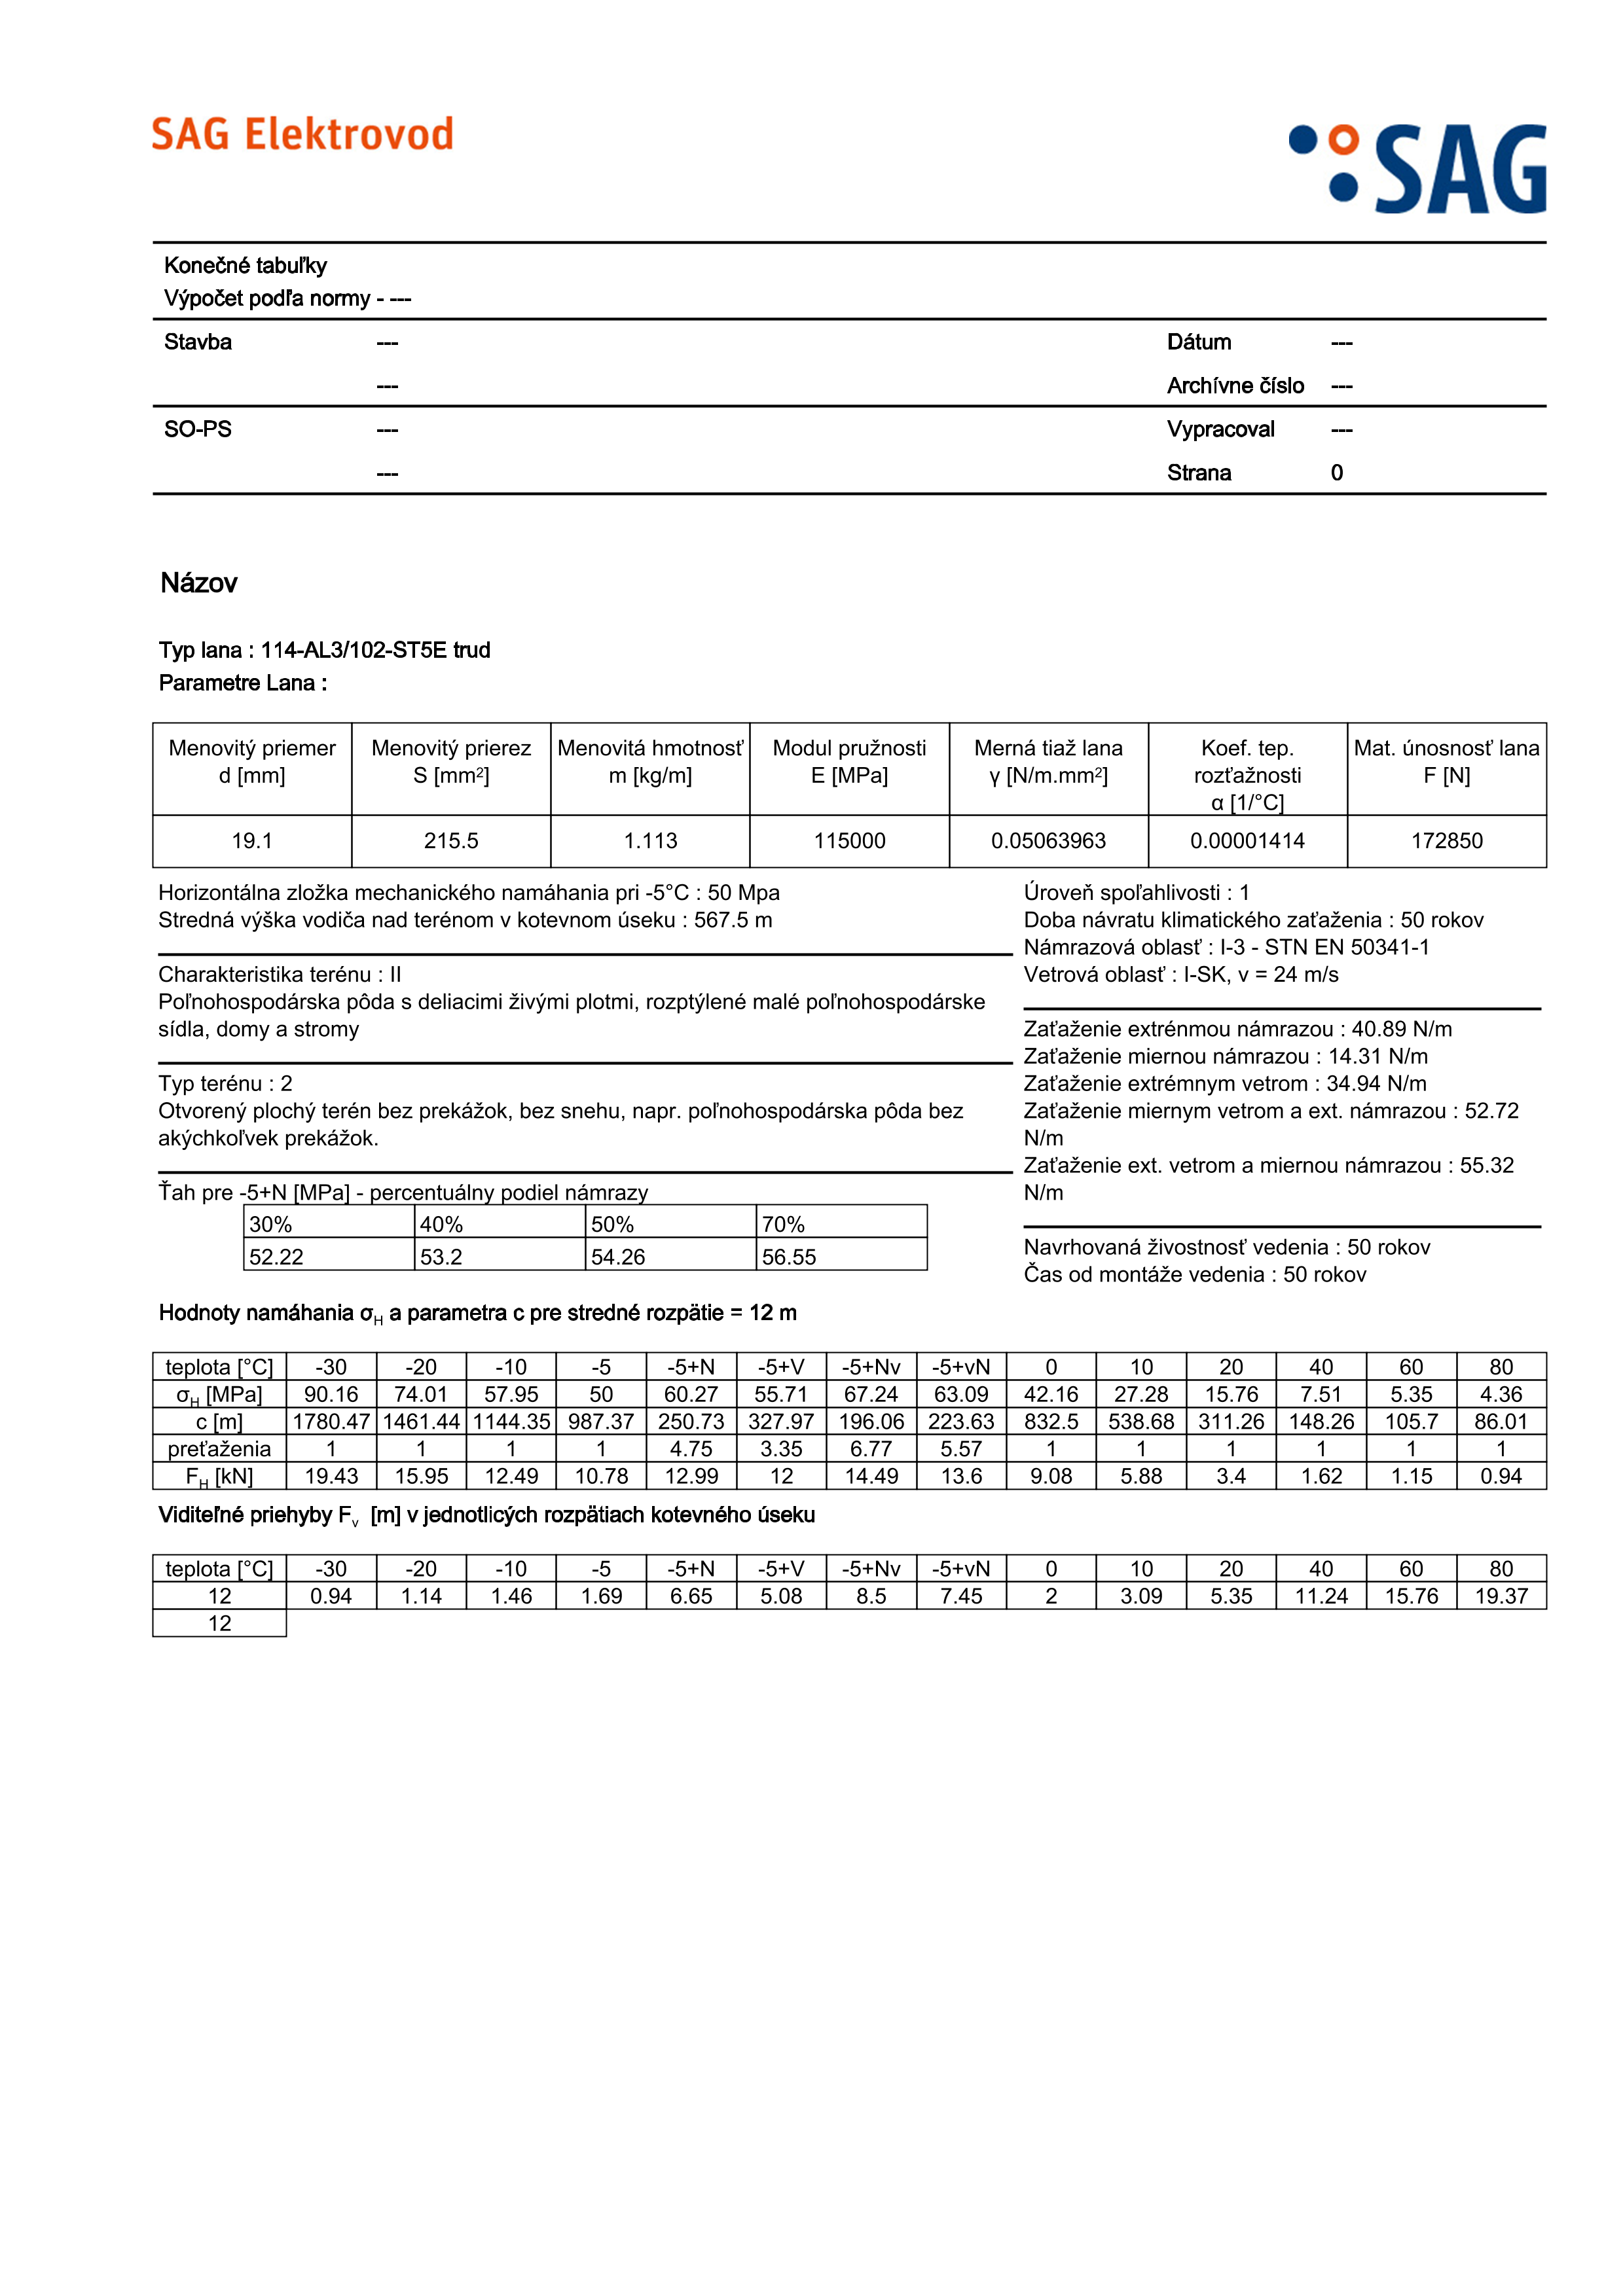 SAG Elektrovod
SAG
Konečné tabuľky
Výpočet podľa normy - ---
Stavba --- Dátum ---
--- Archívne číslo ---
SO-PS --- Vypracoval ---
--- Strana 0
Názov
Typ lana : 114-AL3/102-ST5E trud
Parametre Lana :
Menovitý priemer d [mm] Menovitý prierez S [mm2] Menovitá hmotnosť m [kg/m] Modul pružnosti E [MPa] Merná tiaž lana γ [N/m.mm2] Koef. tep. rozťažnosti α [1/°C] Mat. únosnosť lana F [N]
19.1 215.5 1.113 115000 0.05063963 0.00001414 172850
Horizontálna zložka mechanického namáhania pri -5°C : 50 Mpa
Stredná výška vodiča nad terénom v kotevnom úseku : 567.5 m
Charakteristika terénu : II
Poľnohospodárska pôda s deliacimi živými plotmi, rozptýlené malé poľnohospodárske
sídla, domy a stromy
Typ terénu : 2
Otvorený plochý terén bez prekážok, bez snehu, napr. poľnohospodárska pôda bez
akýchkoľvek prekážok.
Ťah pre -5+N [MPa] - percentuálny podiel námrazy
30% 40% 50% 70%
52.22 53.2 54.26 56.55
Úroveň spoľahlivosti : 1
Doba návratu klimatického zaťaženia : 50 rokov
Námrazová oblasť : I-3 - STN EN 50341-1
Vetrová oblasť : I-SK, v = 24 m/s
Zaťaženie extrénmou námrazou : 40.89 N/m
Zaťaženie miernou námrazou : 14.31 N/m
Zaťaženie extrémnym vetrom : 34.94 N/m
Zaťaženie miernym vetrom a ext. námrazou : 52.72
N/m
Zaťaženie ext. vetrom a miernou námrazou : 55.32
N/m
Navrhovaná živostnosť vedenia : 50 rokov
Čas od montáže vedenia : 50 rokov
Hodnoty namáhania σH a parametra c pre stredné rozpätie = 12 m
teplota [°C] -30 -20 -10 -5 -5+N -5+V -5+Nv -5+vN 0 10 20 40 60 80
σH [MPa] 90.16 74.01 57.95 50 60.27 55.71 67.24 63.09 42.16 27.28 15.76 7.51 5.35 4.36
c [m] 1780.47 1461.44 1144.35 987.37 250.73 327.97 196.06 223.63 832.5 538.68 311.26 148.26 105.7 86.01
preťaženia 1 1 1 1 4.75 3.35 6.77 5.57 1 1 1 1 1 1
FH [kN] 19.43 15.95 12.49 10.78 12.99 12 14.49 13.6 9.08 5.88 3.4 1.62 1.15 0.94
Viditeľné priehyby Fv [m] v jednotlicých rozpätiach kotevného úseku
teplota [°C] -30 -20 -10 -5 -5+N -5+V -5+Nv -5+vN 0 10 20 40 60 80
12 0.94 1.14 1.46 1.69 6.65 5.08 8.5 7.45 2 3.09 5.35 11.24 15.76 19.37
12